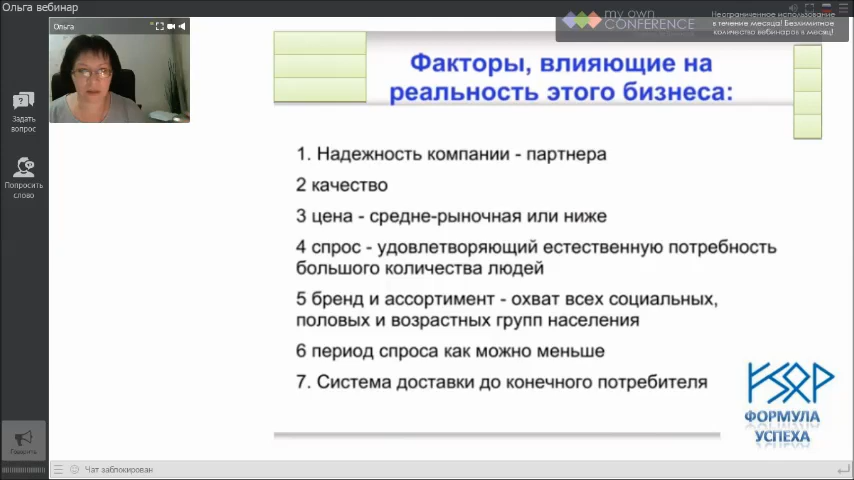 Ольга вебинар
Ольга
my own
CONFERENCE
Неограниченное использование
в течение месяца! Безлимитное
количество вебинаров в месяц!
Задать
вопрос
Попросить
слово
Факторы, влияющие на
реальность этого бизнеса:
1. Надежность компании - партнера
2 качество
3 цена - средне-рыночная или ниже
4 спрос - удовлетворяющий естественную потребность
большого количества людей
5 бренд и ассортимент - охват всех социальных,
половых и возрастных групп населения
6 период спроса как можно меньше
7. Система доставки до конечного потребителя
ФОРМУЛА
УСПЕХА
Говорить
Чат заблокирован